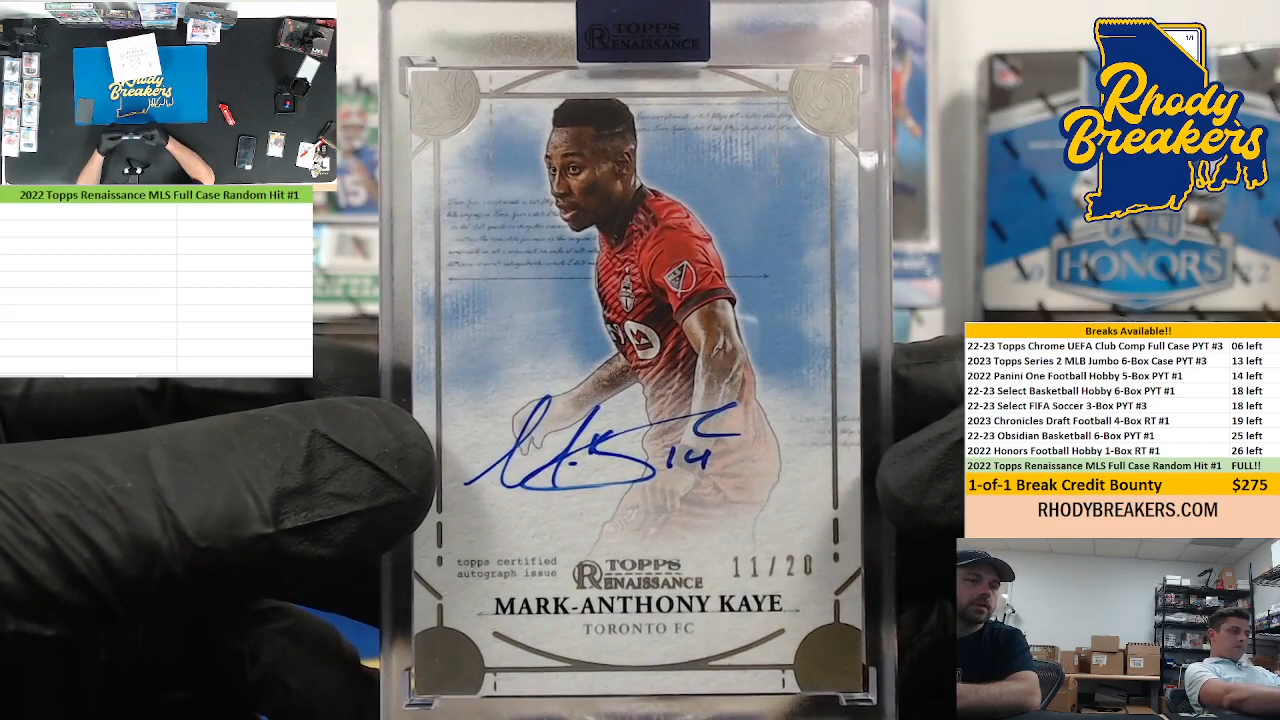 TOPPS
RENAISSANCE
1/1
Rhody
Breakers
Rhody
Breakers
2022 Topps Renaissance MLS Full Case Random Hit #1
HONORS
14
topps certified
autograph issue
TOPPS
RENAISSANCE
11/20
MARK-ANTHONY KAYE
TORONTO FC
Breaks Available!!
22-23 Topps Chrome UEFA Club Comp Full Case PYT #3 06 left
2023 Topps Series 2 MLB Jumbo 6-Box Case PYT #3 13 left
2022 Panini One Football Hobby 5-Box PYT #1 14 left
22-23 Select Basketball Hobby 6-Box PYT #1 18 left
22-23 Select FIFA Soccer 3-Box PYT #3 18 left
2023 Chronicles Draft Football 4-Box RT #1 19 left
22-23 Obsidian Basketball 6-Box PYT #1 25 left
2022 Honors Football Hobby 1-Box RT #1 26 left
2022 Topps Renaissance MLS Full Case Random Hit #1 FULL!!
1-of-1 Break Credit Bounty $275
RHODYBREAKERS.COM